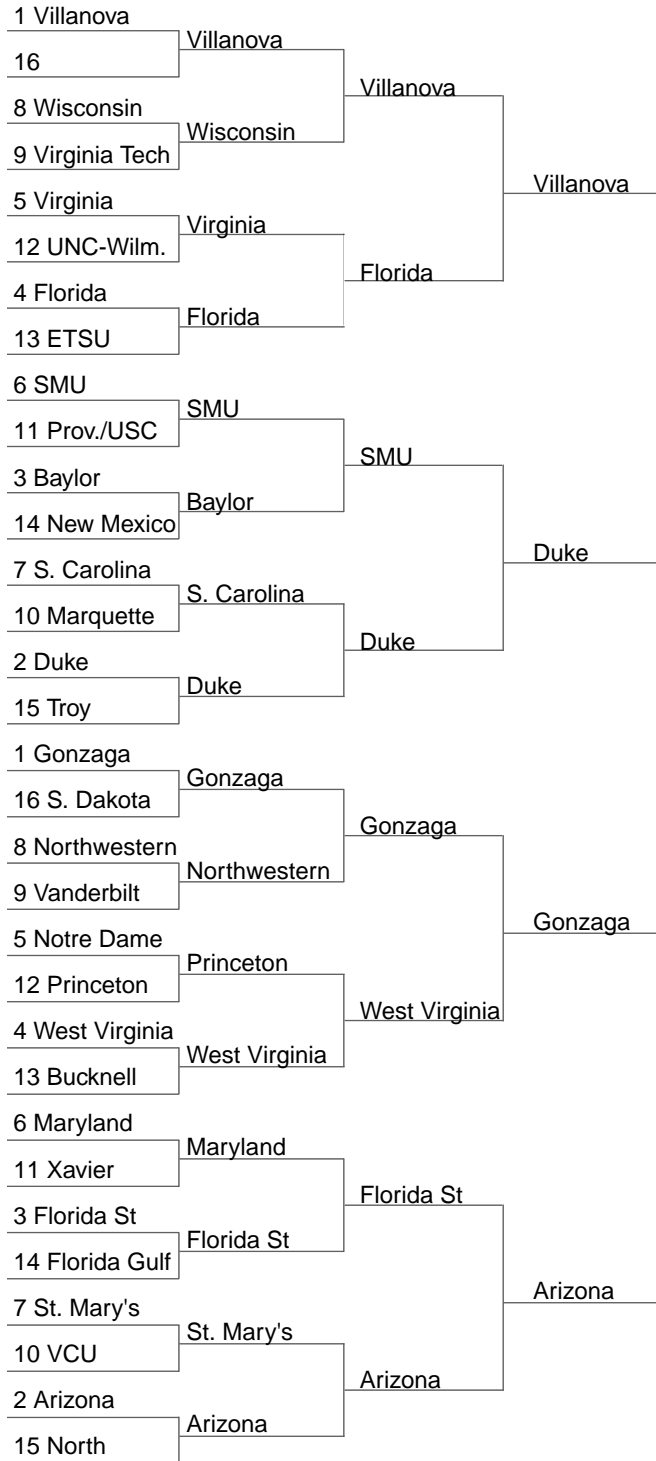 1 Villanova
16
8 Wisconsin
9 Virginia Tech
5 Virginia
12 UNC-Wilm.
4 Florida
13 ETSU
6 SMU
11 Prov./USC
3 Baylor
14 New Mexico
7 S. Carolina
10 Marquette
2 Duke
15 Troy
1 Gonzaga
16 S. Dakota
8 Northwestern
9 Vanderbilt
5 Notre Dame
12 Princeton
4 West Virginia
13 Bucknell
6 Maryland
11 Xavier
3 Florida St
14 Florida Gulf
7 St. Mary's
10 VCU
2 Arizona
15 North
Villanova
Wisconsin
Virginia
Florida
SMU
Baylor
S. Carolina
Duke
Gonzaga
Northwestern
Princeton
West Virginia
Maryland
Florida St
St. Mary's
Arizona
Villanova
Florida
SMU
Duke
Gonzaga
West Virginia
Florida St
Arizona
Villanova
Duke
Gonzaga
Arizona